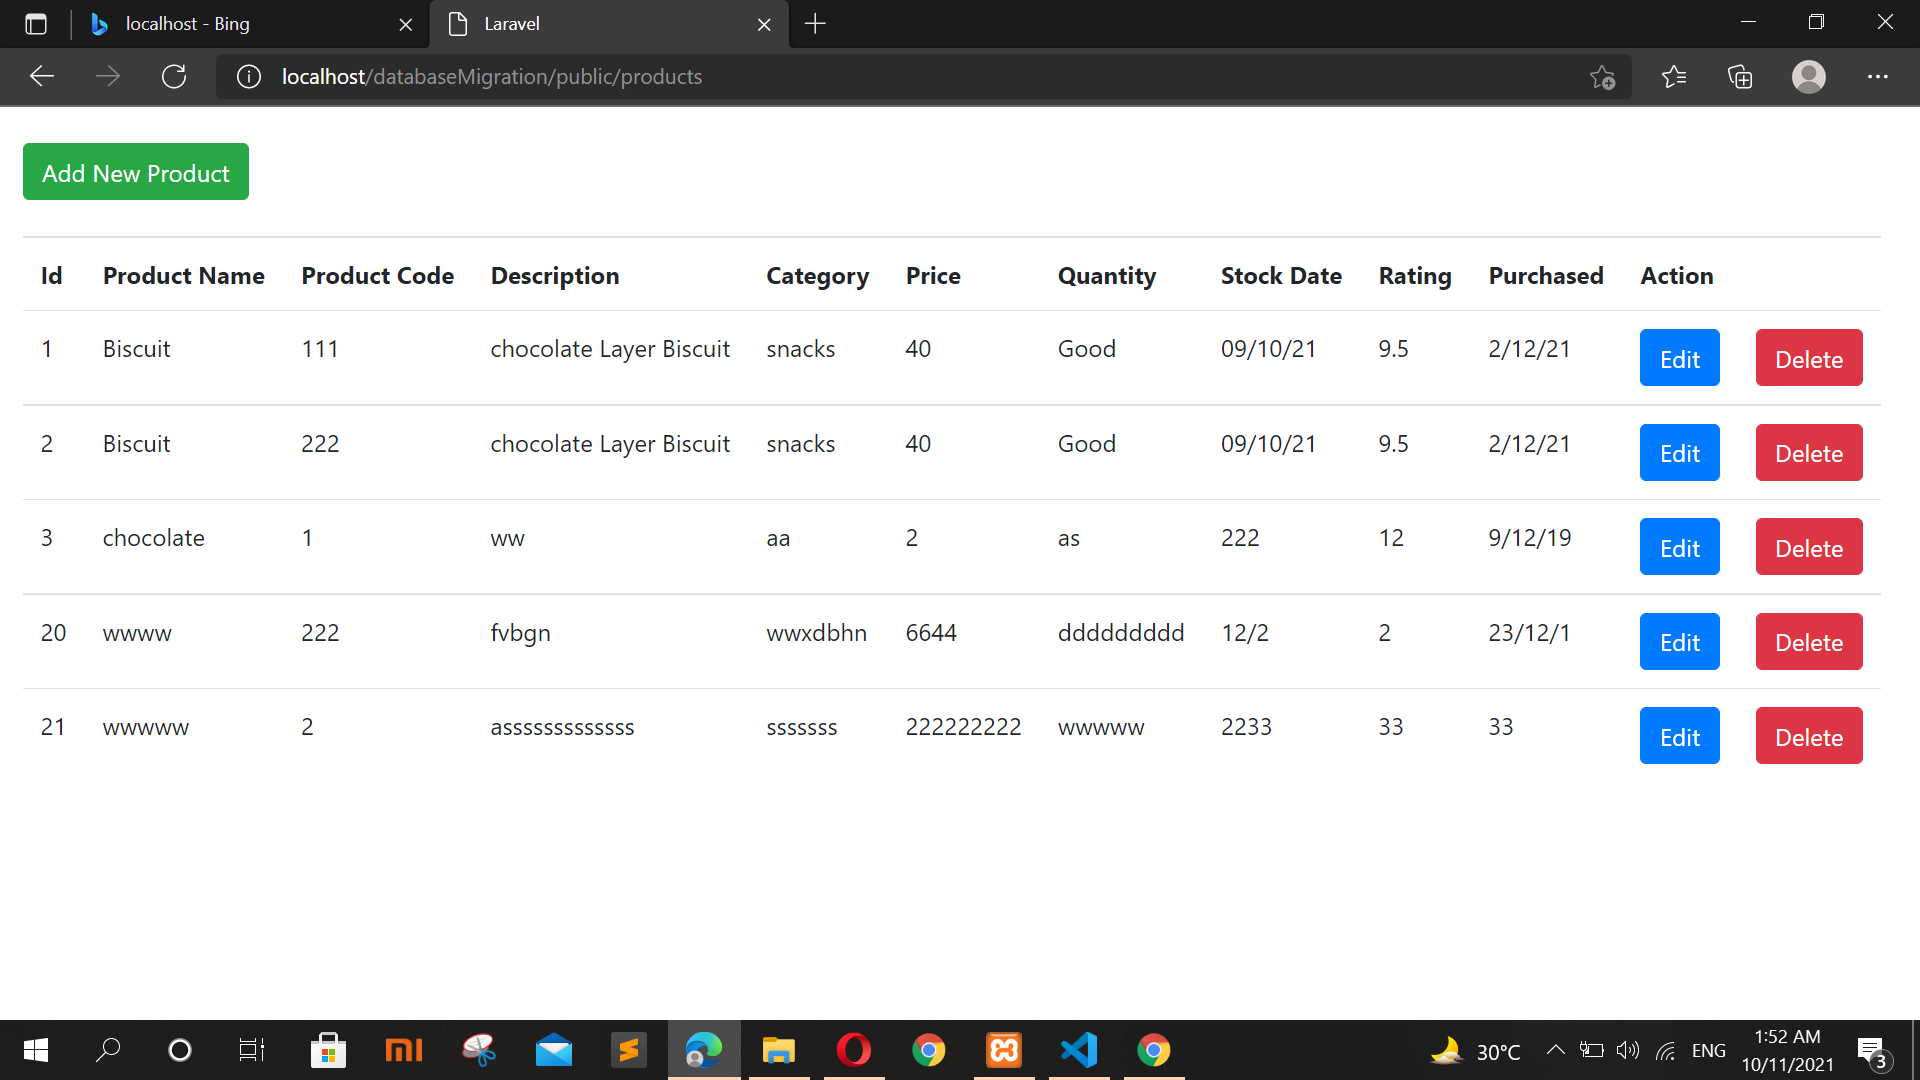 localhost - Bing
Laravel
localhost/databaseMigration/public/products
Add New Product
Id Product Name Product Code Description Category Price Quantity Stock Date Rating Purchased Action
1 Biscuit 111 chocolate Layer Biscuit snacks 40 Good 09/10/21 9.5 2/12/21 Edit Delete
2 Biscuit 222 chocolate Layer Biscuit snacks 40 Good 09/10/21 9.5 2/12/21 Edit Delete
3 chocolate 1 ww aa 2 as 222 12 9/12/19 Edit Delete
20 wwww 222 fvbgn wwxdbhn 6644 ddddddddd 12/2 2 23/12/1 Edit Delete
21 wwwww 2 asssssssssssss sssssss 222222222 wwwww 2233 33 33 Edit Delete
mi
30°C
ENG
1:52 AM
10/11/2021
3